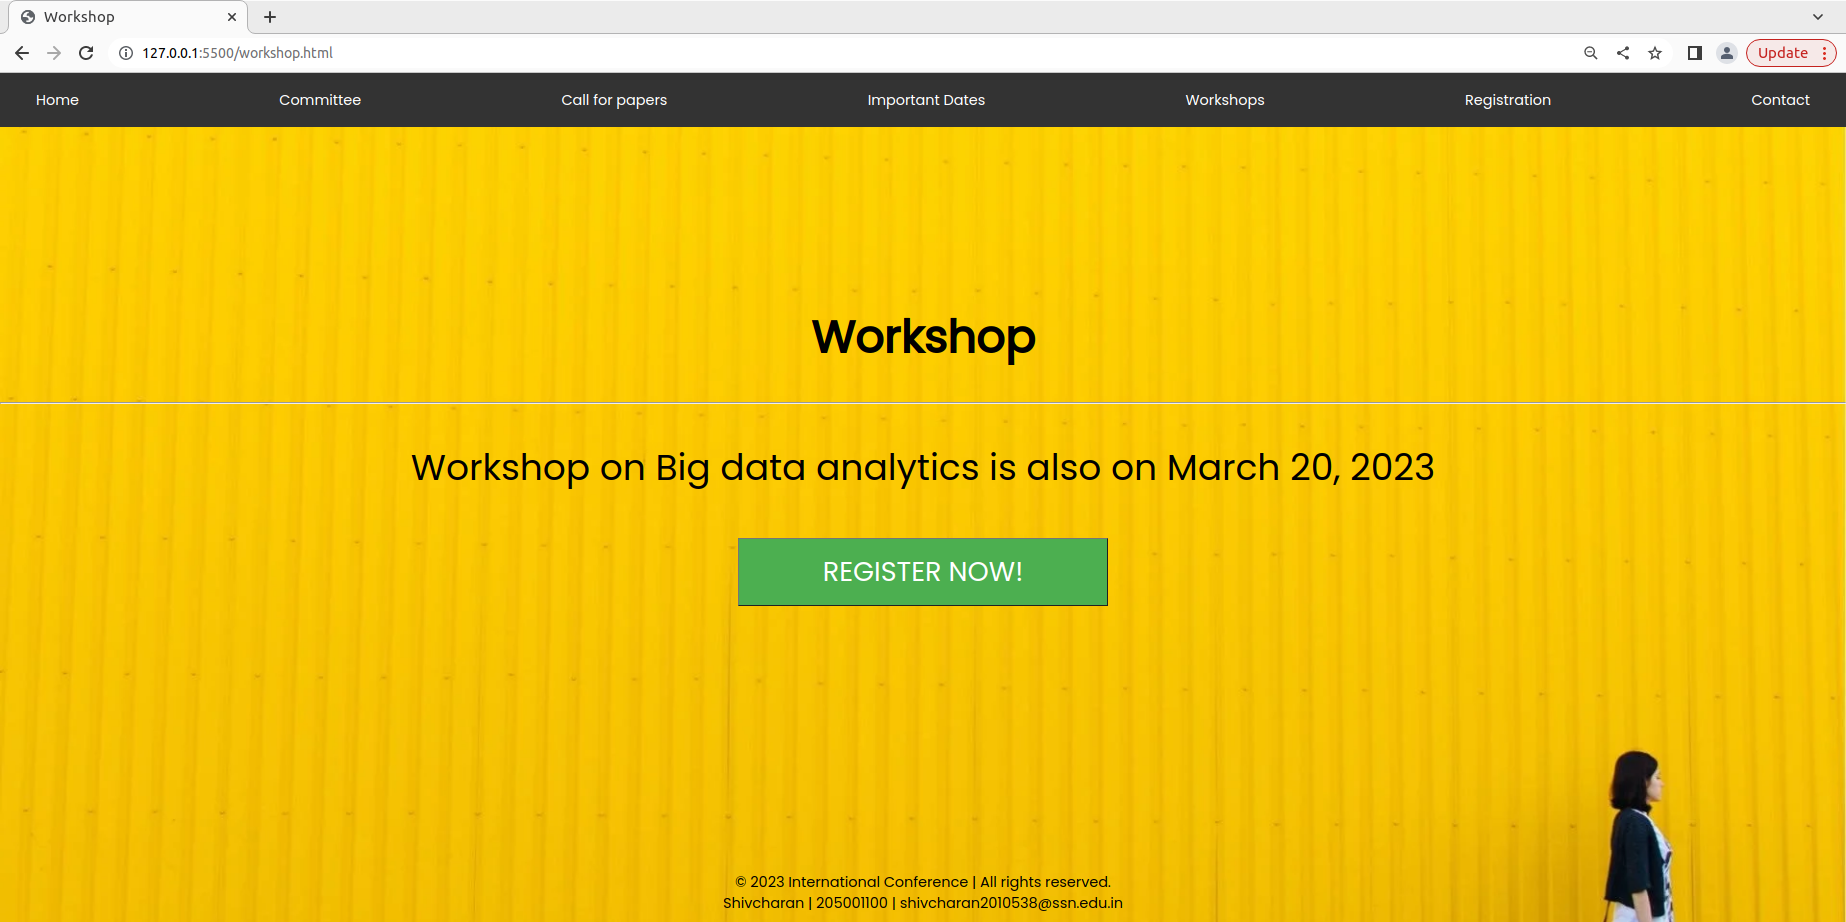 Workshop
127.0.0.1:5500/workshop.html
Update
Home Committee Call for papers Important Dates Workshops Registration Contact
Workshop
Workshop on Big data analytics is also on March 20, 2023
REGISTER NOW!
© 2023 International Conference | All rights reserved.
Shivcharan | 205001100 | shivcharan2010538@ssn.edu.in